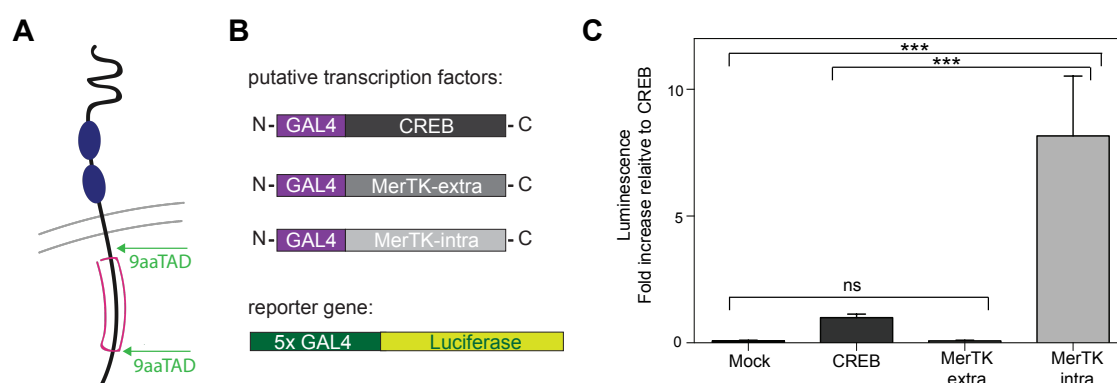 A
9aaTAD
9aaTAD
B
putative transcription factors:
N- GAL4 CREB - C
N- GAL4 MerTK-extra - C
N- GAL4 MerTK-intra - C
reporter gene:
5x GAL4 Luciferase
C
Luminescence
Fold increase relaitve to CREB
10
5
0
***
***
ns
Mock
CREB
MerTK
extra
MerTK
intra